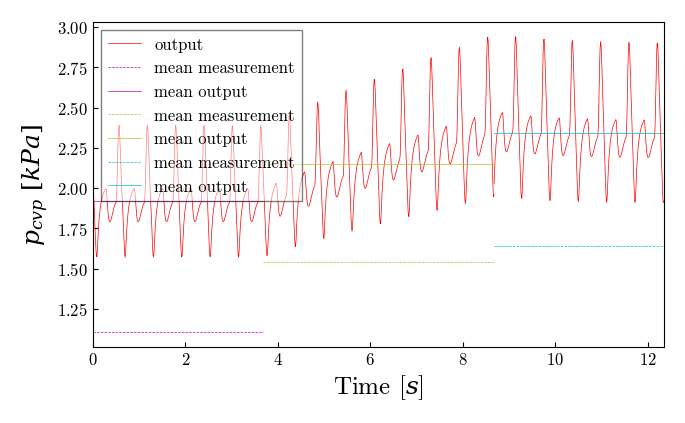 3.00
2.75
2.50
2.25
2.00
1.75
1.50
1.25
p_cvp [kPa]
output
mean measurement
mean output
mean measurement
mean output
mean measurement
mean output
0 2 4 6 8 10 12
Time [s]